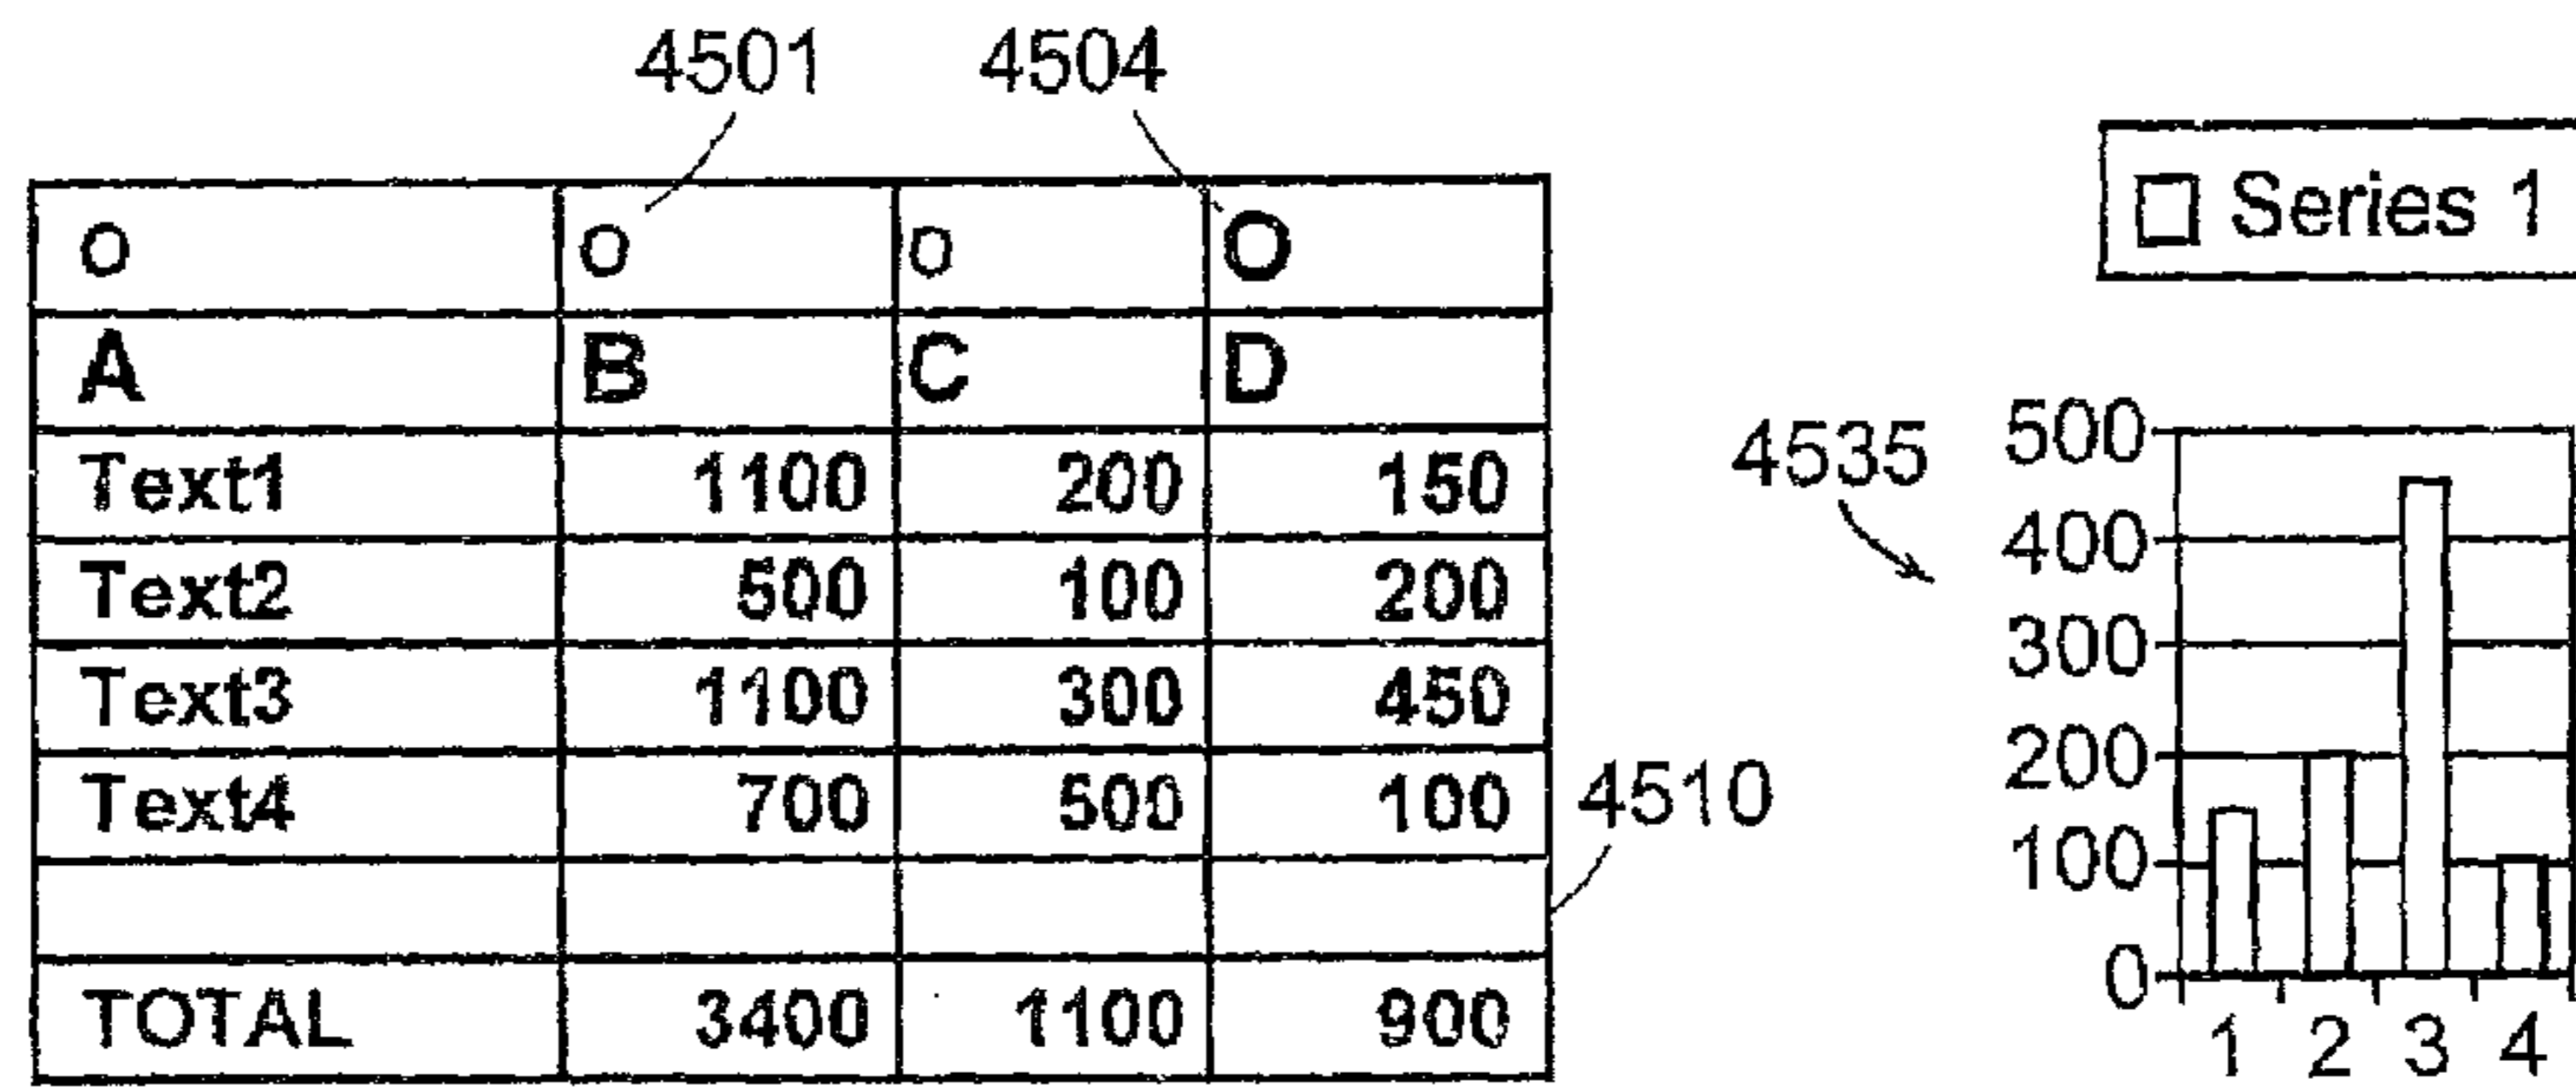 4501 4504
O O O O
A B C D
Text1 1100 200 150
Text2 500 100 200
Text3 1100 300 450
Text4 700 500 100
TOTAL 3400 1100 900
4510
Series 1
4535
500
400
300
200
100
0
1 2 3 4